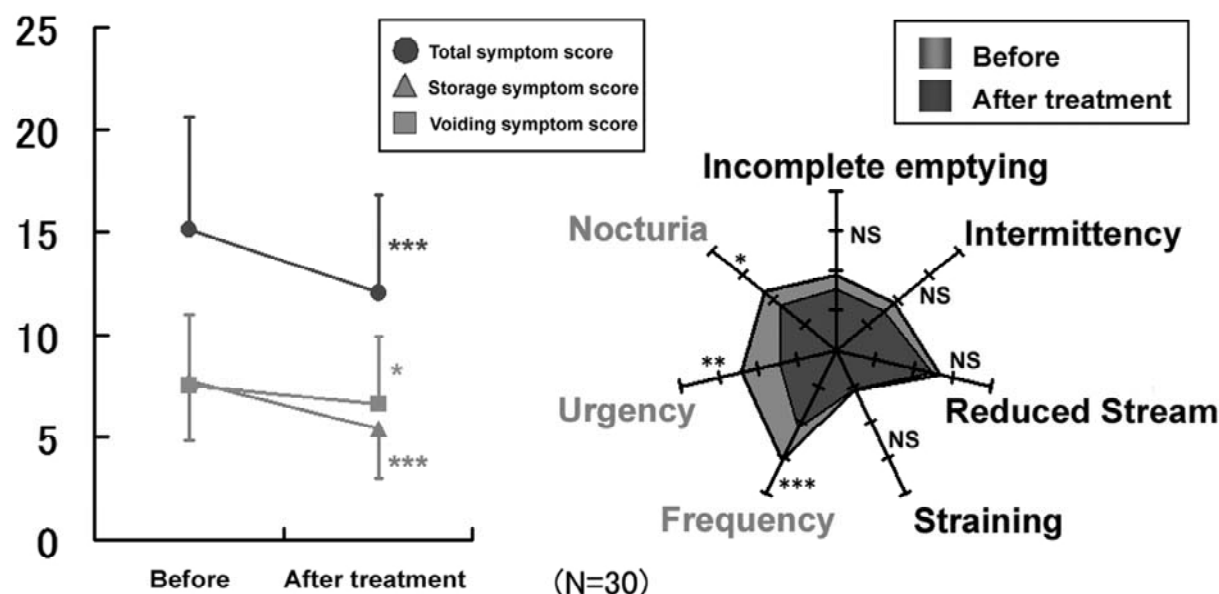 25
20
15
10
5
0
Total symptom score
Storage symptom score
Voiding symptom score
***
*
***
Before
After treatment
(N=30)
Before
After treatment
Incomplete emptying
NS
Intermittency
NS
NS
Reduced Stream
NS
Straining
***
Frequency
**
Urgency
*
Nocturia